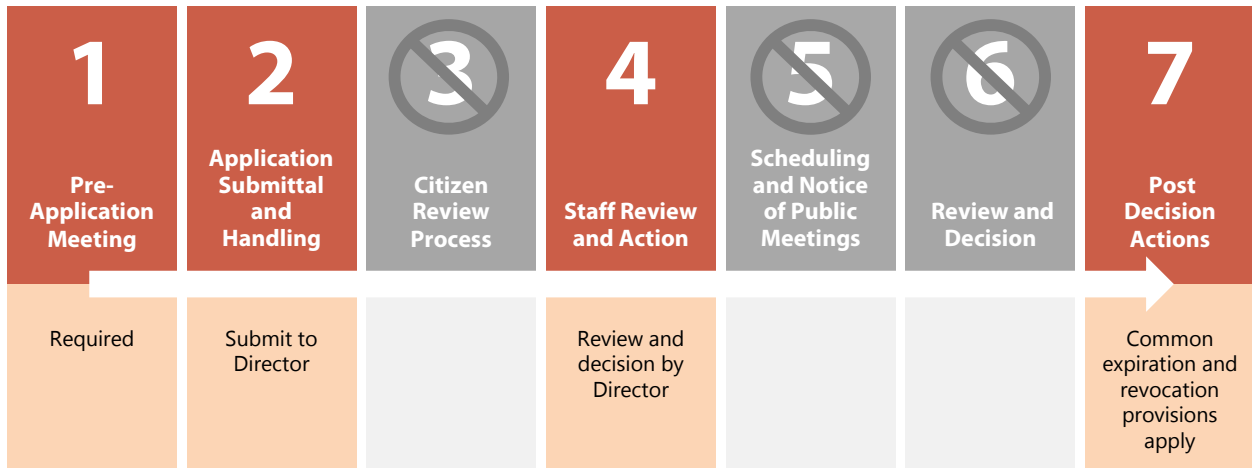 1
Pre-
Application
Meeting
Required
2
Application
Submittal
and
Handling
Submit to
Director
3
Citizen
Review
Process
4
Staff Review
and Action
Review and
decision by
Director
5
Scheduling
and Notice
of Public
Meetings
6
Review and
Decision
7
Post
Decision
Actions
Common
expiration and
revocation
provisions
apply